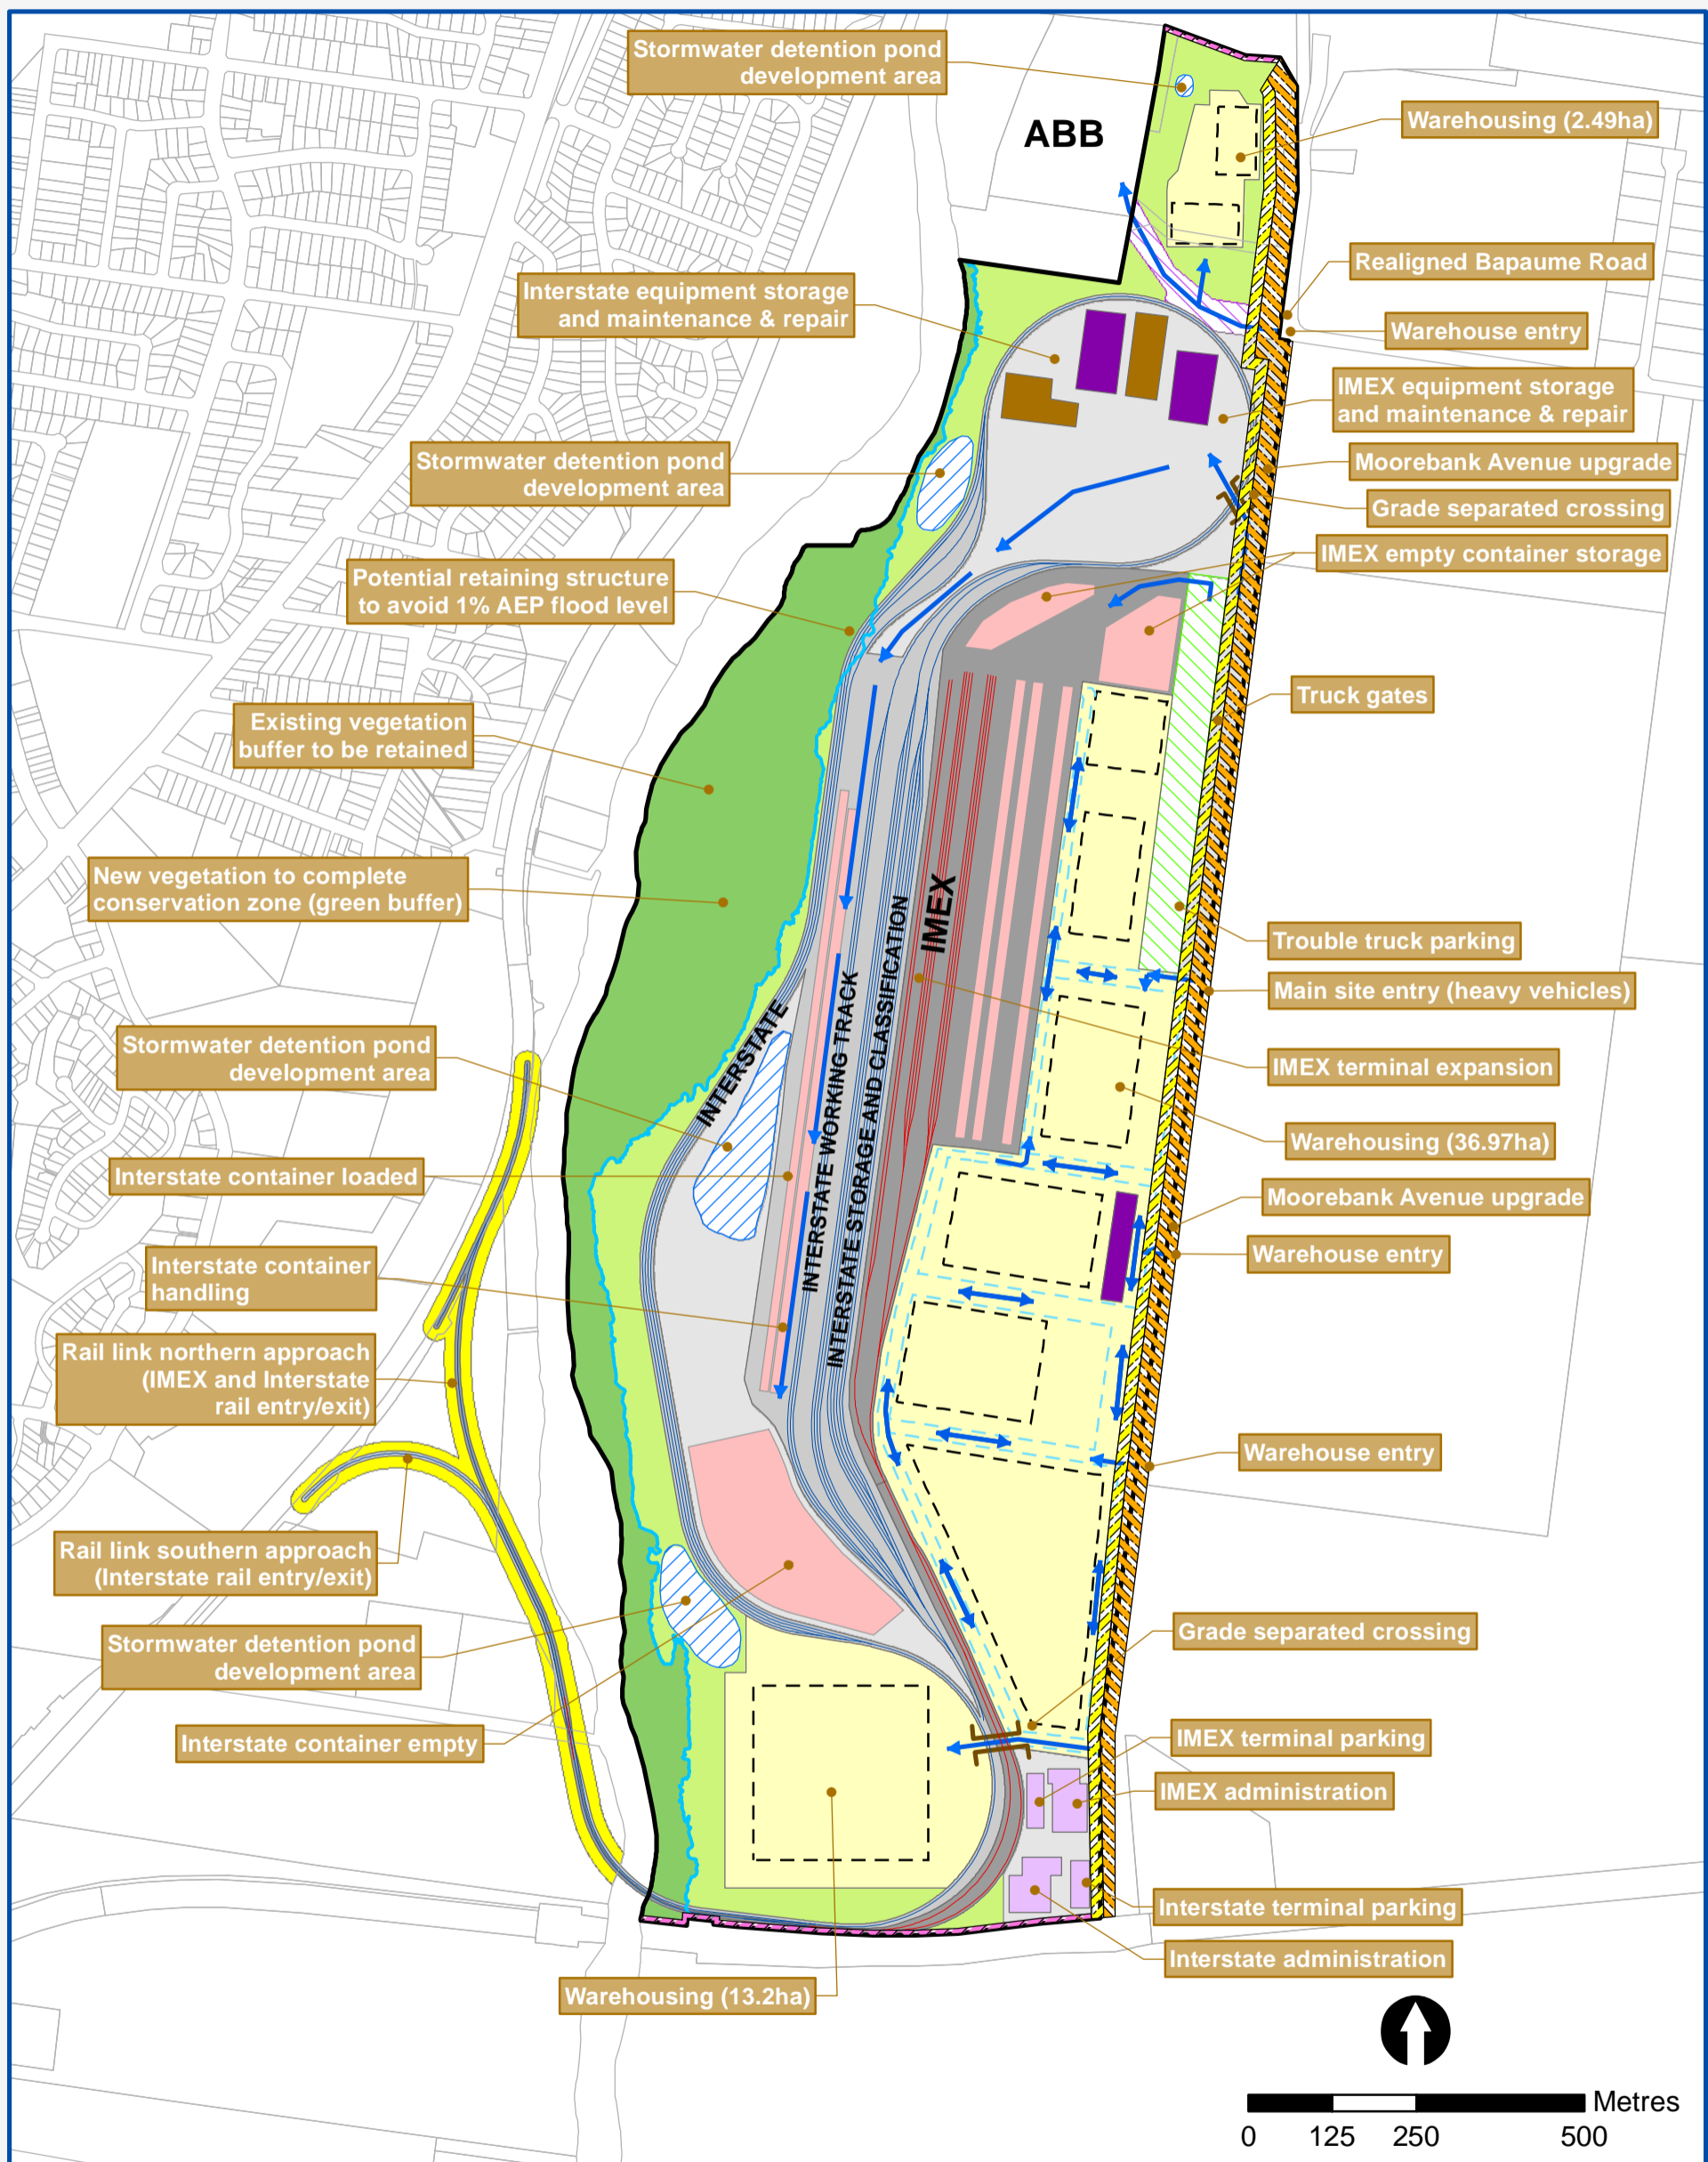 Stormwater detention pond
development area
ABB
Warehousing (2.49ha)
Realigned Bapaume Road
Interstate equipment storage
and maintenance & repair
Warehouse entry
IMEX equipment storage
and maintenance & repair
Stormwater detention pond
development area
Moorebank Avenue upgrade
Grade separated crossing
IMEX empty container storage
Potential retaining structure
to avoid 1% AEP flood level
Truck gates
Existing vegetation
buffer to be retained
New vegetation to complete
conservation zone (green buffer)
IMEX
Trouble truck parking
Main site entry (heavy vehicles)
INTERSTATE
INTERSTATE WORKING TRACK
INTERSTATE STORAGE AND CLASSIFICATION
Stormwater detention pond
development area
IMEX terminal expansion
Warehousing (36.97ha)
Interstate container loaded
Moorebank Avenue upgrade
Warehouse entry
Interstate container
handling
Rail link northern approach
(IMEX and Interstate
rail entry/exit)
Warehouse entry
Rail link southern approach
(Interstate rail entry/exit)
Grade separated crossing
Stormwater detention pond
development area
Interstate container empty
IMEX terminal parking
IMEX administration
Interstate terminal parking
Interstate administration
Warehousing (13.2ha)
Metres
0 125 250 500